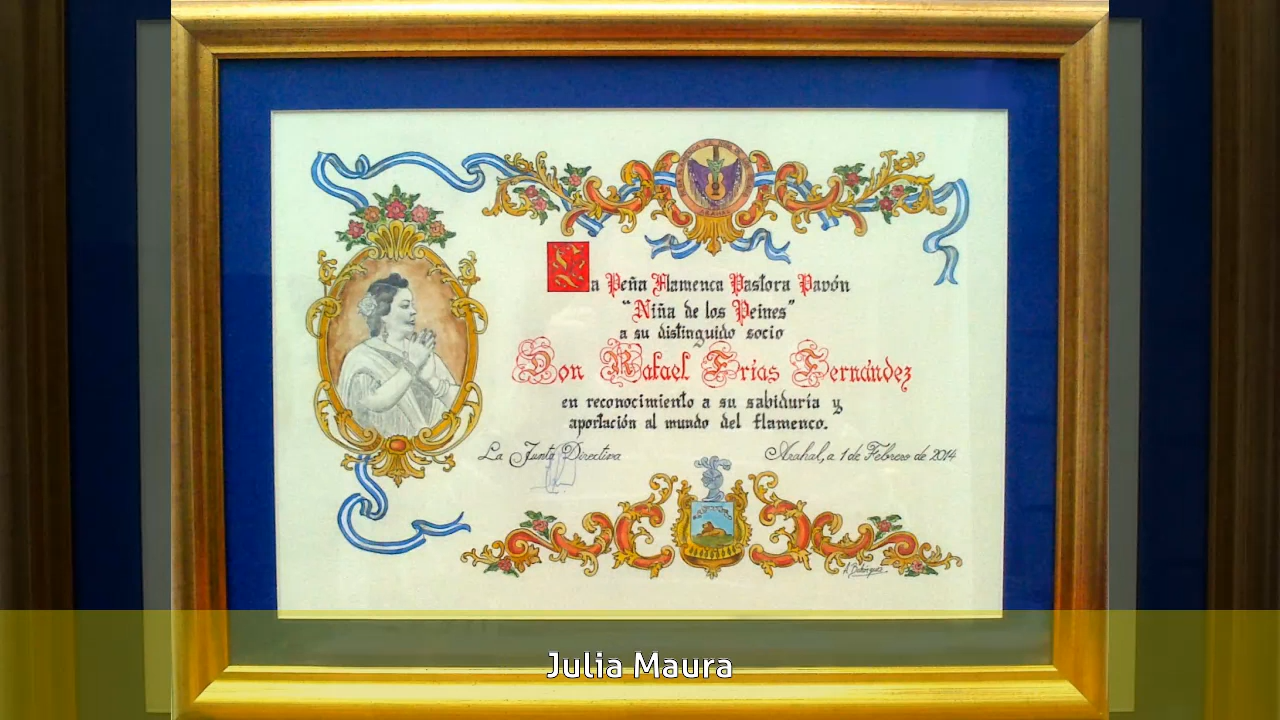 La Peña Flamenca Pastora Pavón
"Niña de los Peines"
a su distinguido socio
Don Rafael Frías Fernández
en reconocimiento a su sabiduría y
aportación al mundo del flamenco.
La Junta Directiva
Arahal, a 1 de Febrero de 2014
Julia Maura